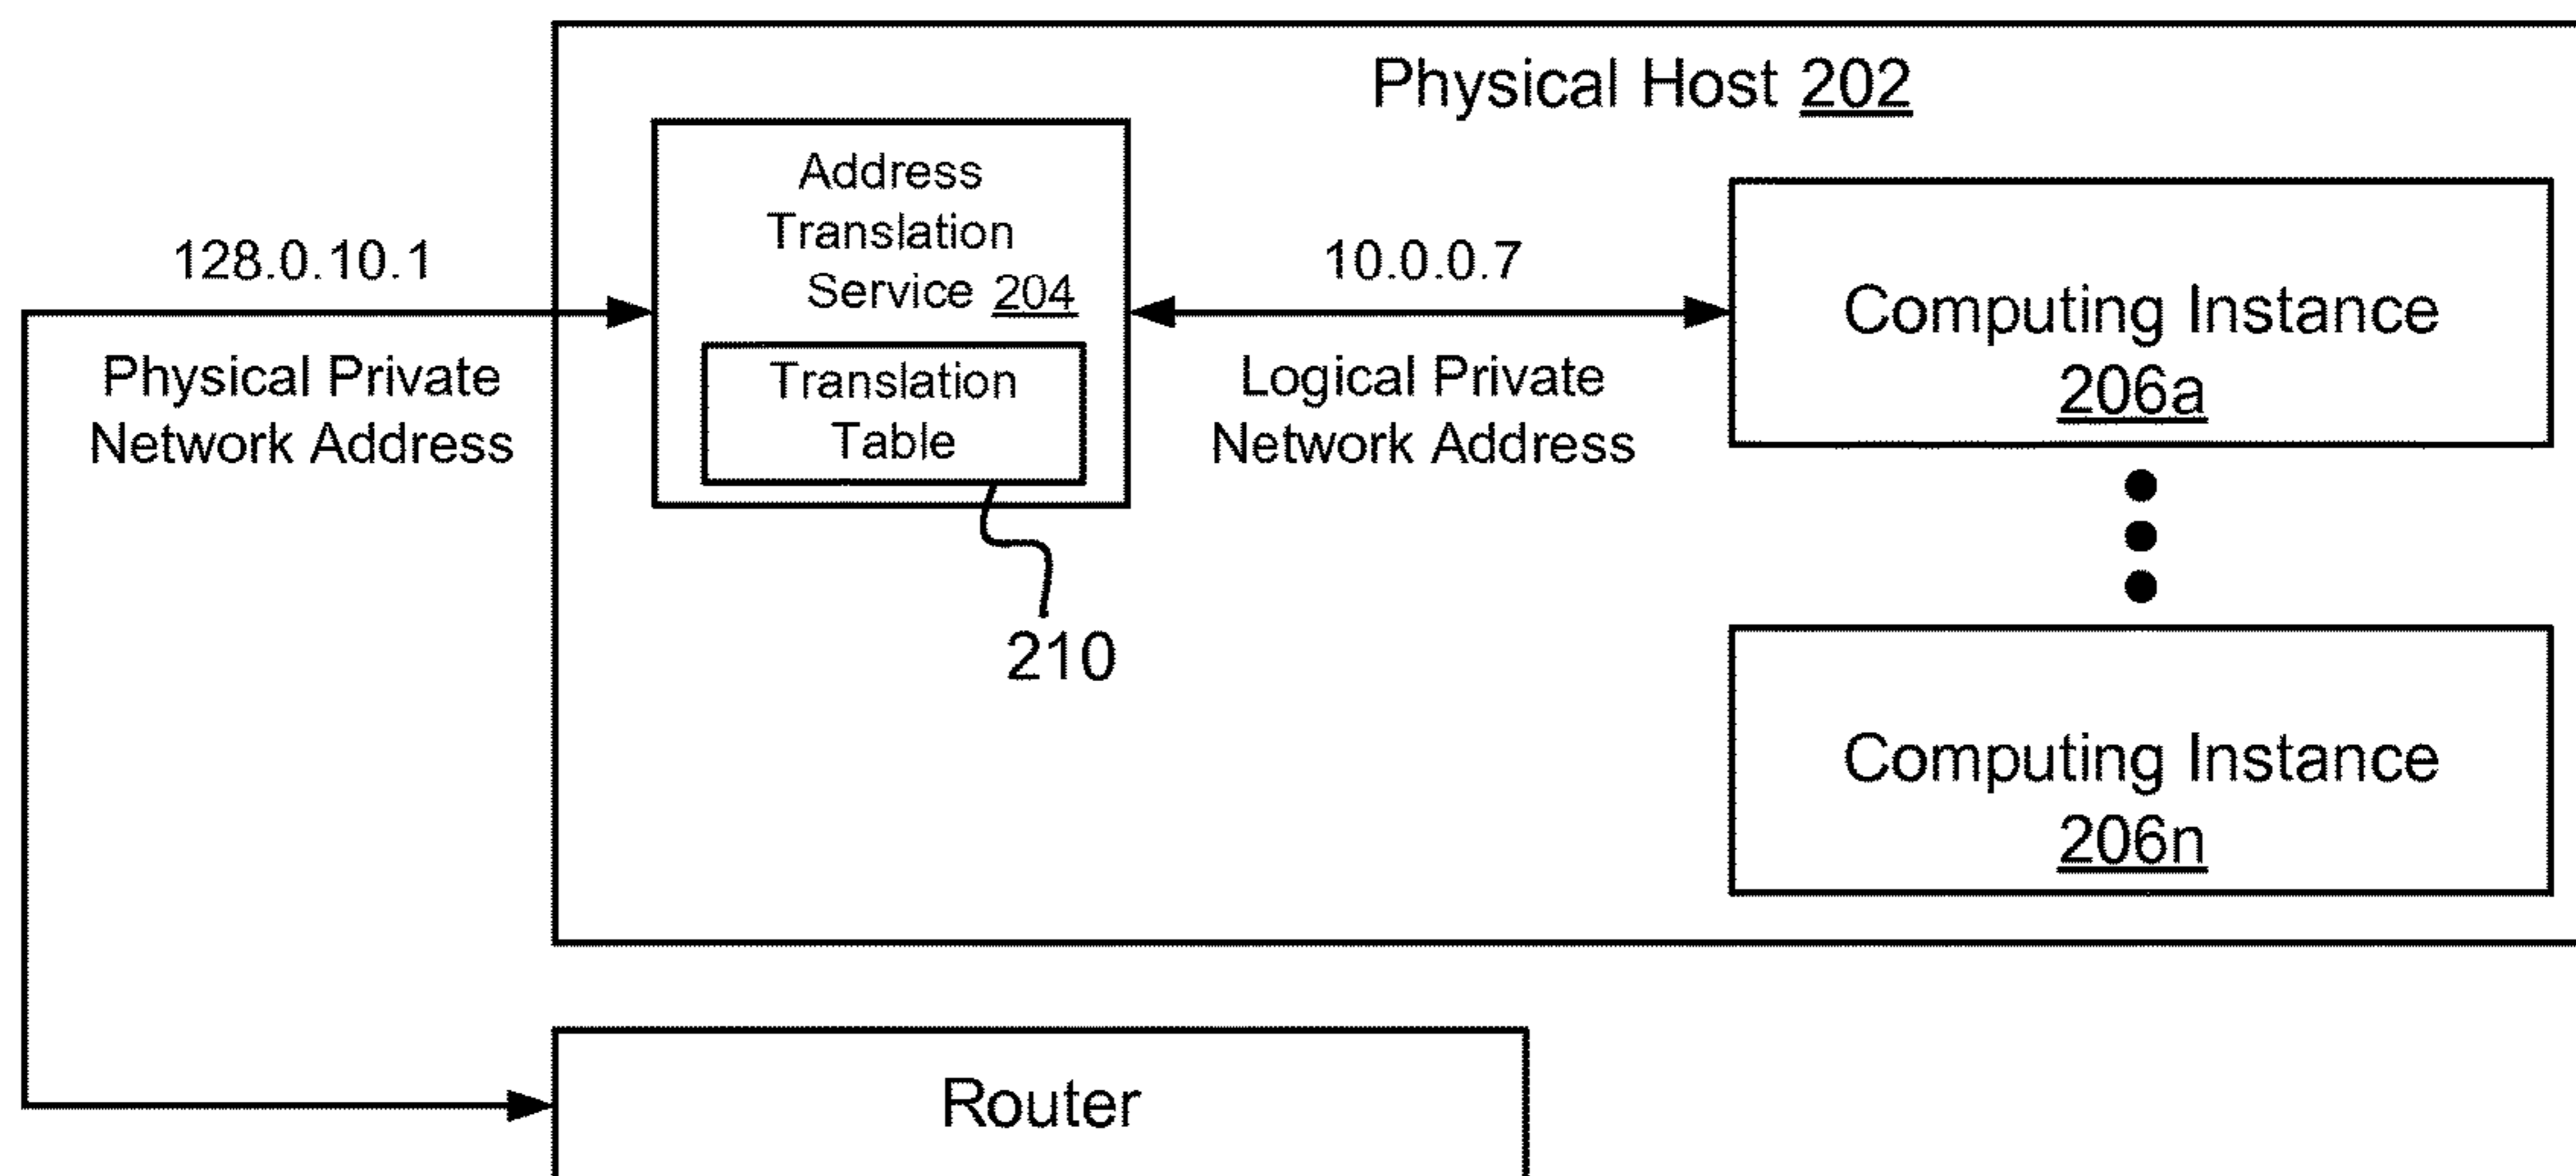 Physical Host 202
Address
Translation
Service 204
Translation
Table
210
128.0.10.1
Physical Private
Network Address
10.0.0.7
Logical Private
Network Address
Computing Instance
206a
Computing Instance
206n
Router